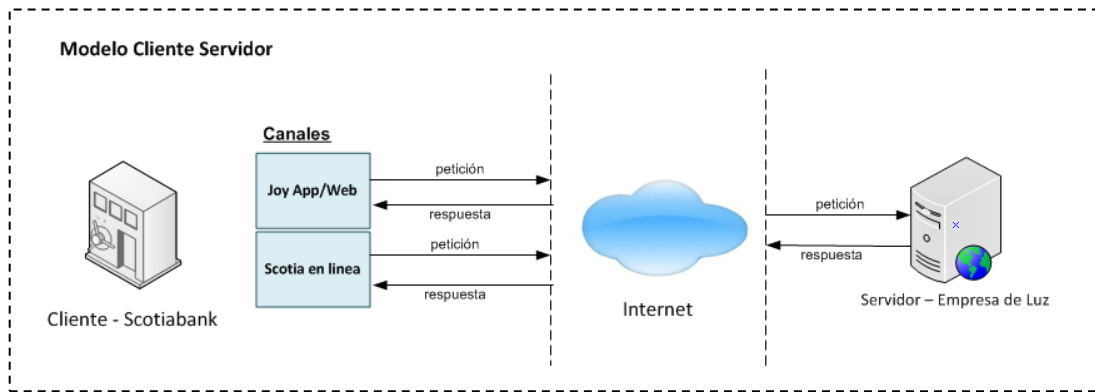 Modelo Cliente Servidor
Canales
Joy App/Web
petición
respuesta
Scotia en linea
petición
respuesta
petición
respuesta
Cliente - Scotiabank
Internet
Servidor – Empresa de Luz